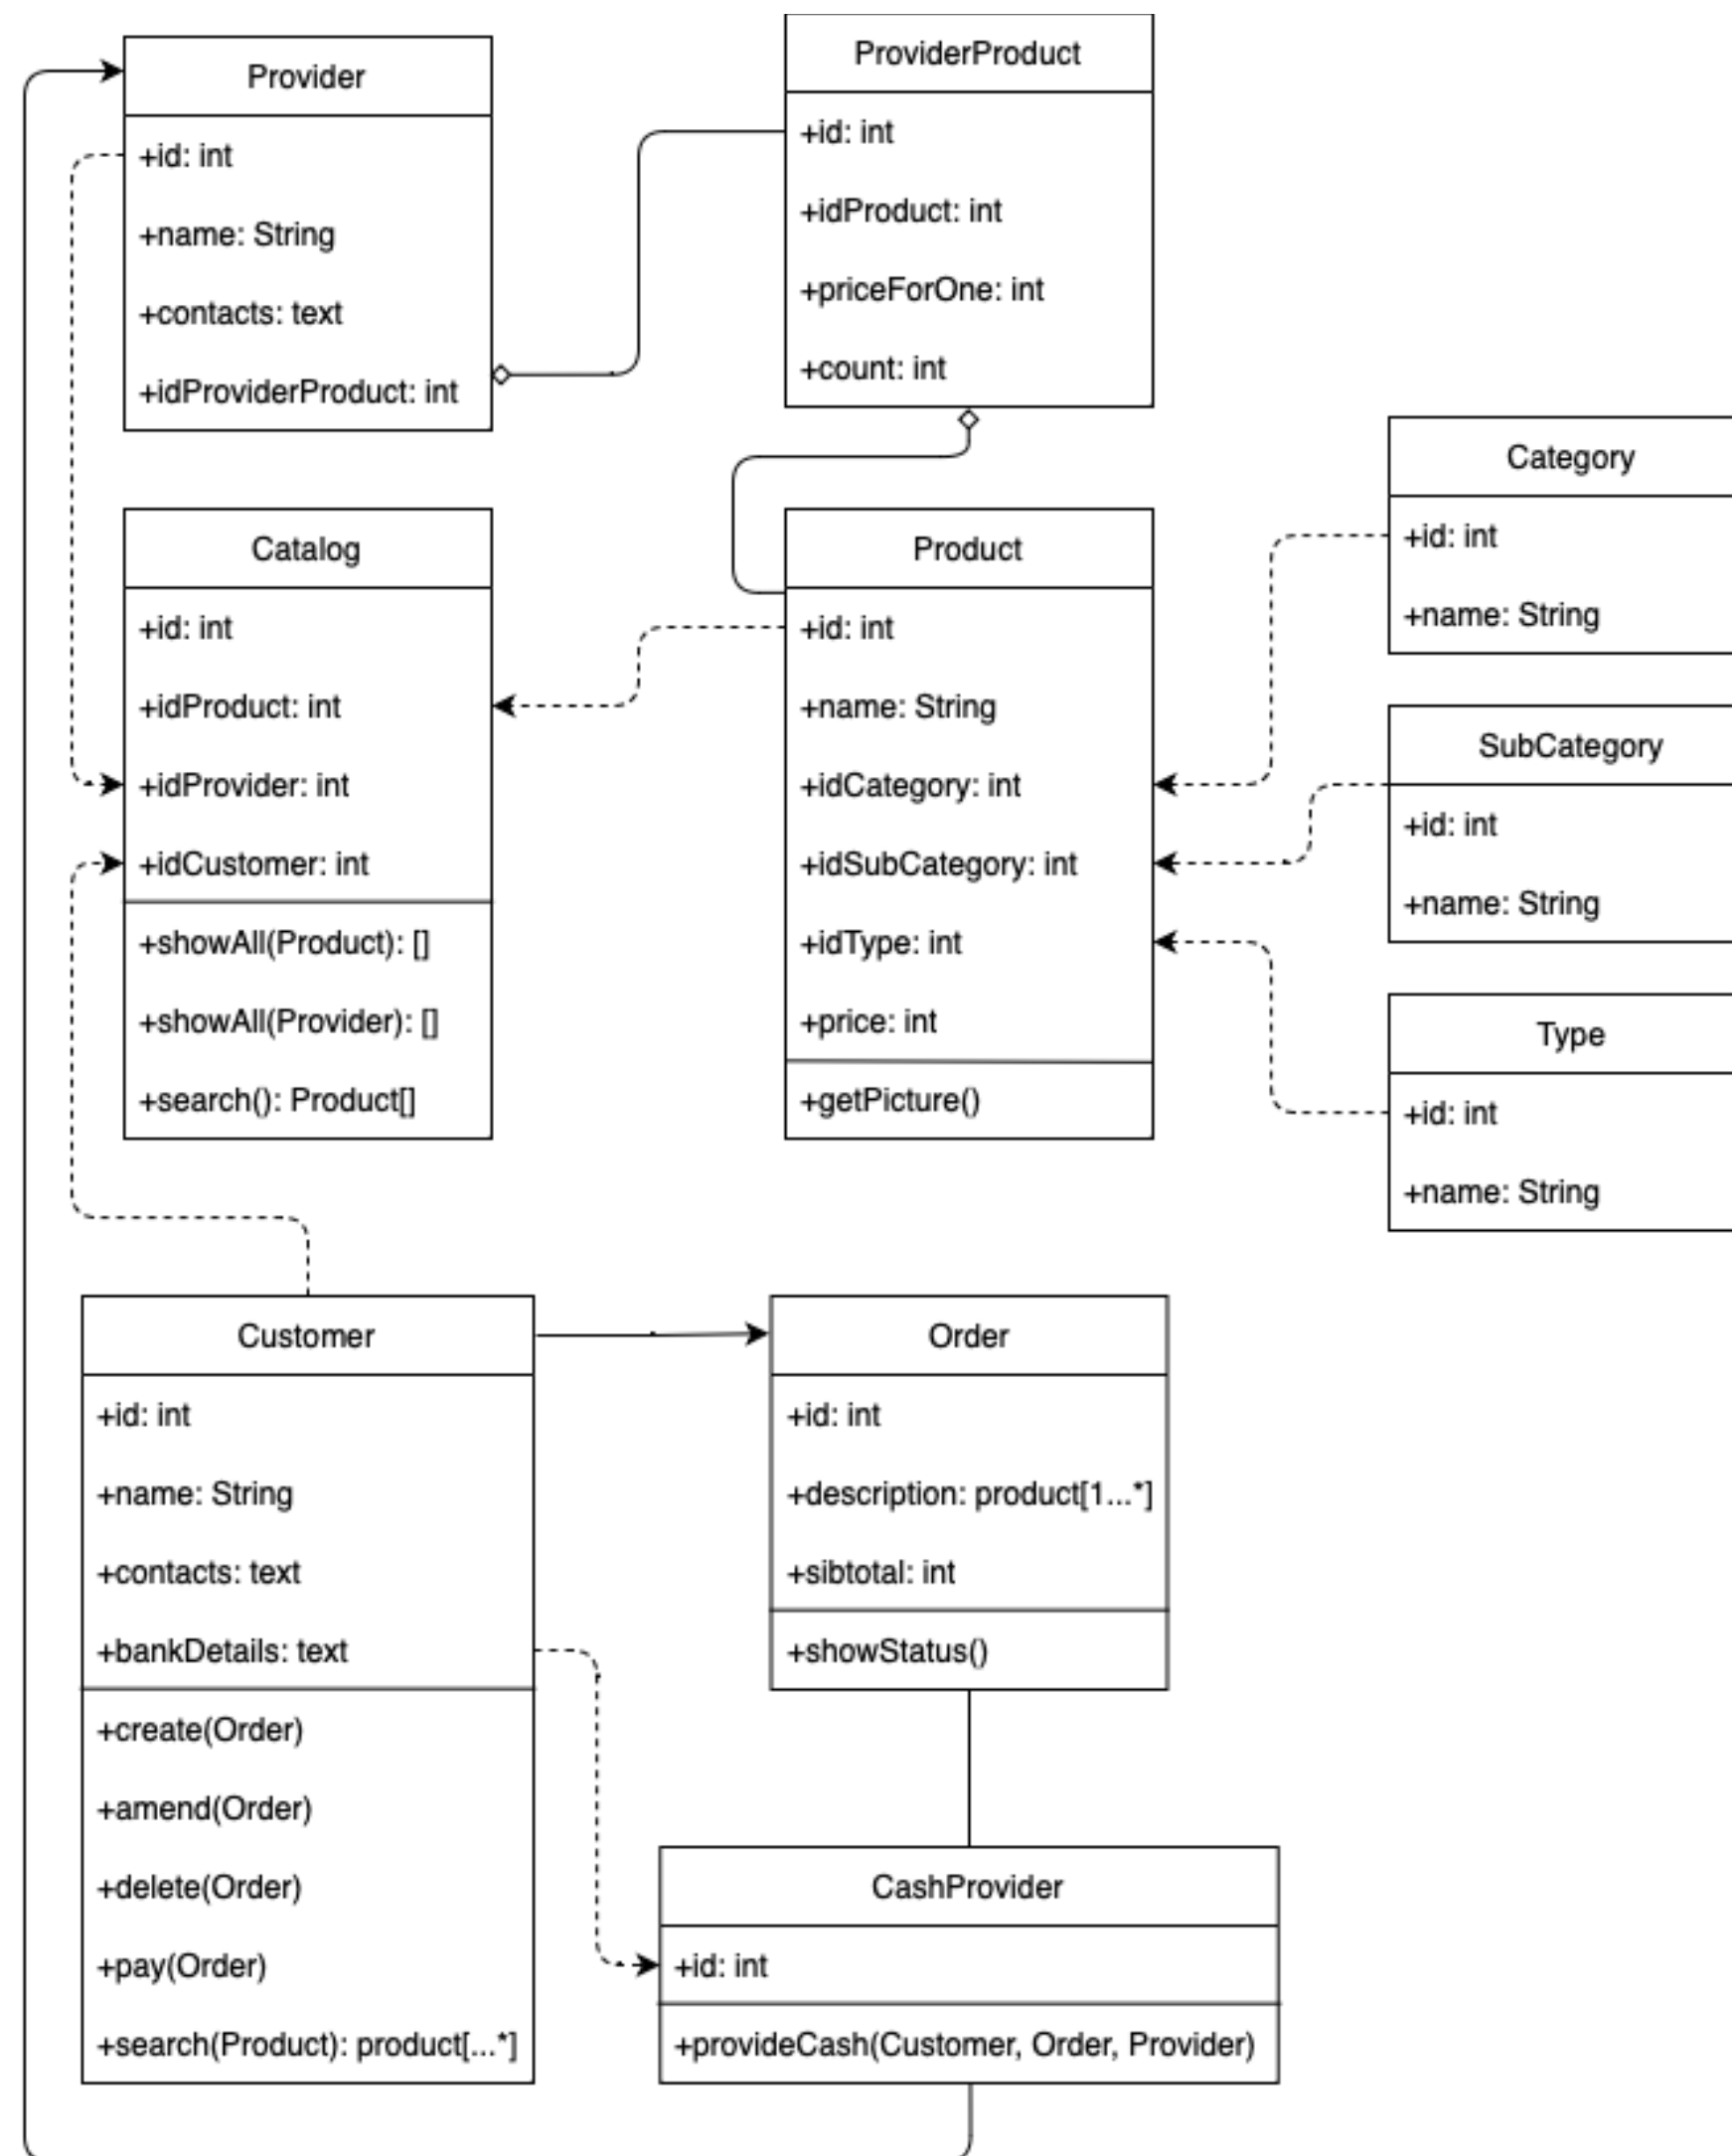 Provider
+id: int
+name: String
+contacts: text
+idProviderProduct: int
ProviderProduct
+id: int
+idProduct: int
+priceForOne: int
+count: int
Catalog
+id: int
+idProduct: int
+idProvider: int
+idCustomer: int
+showAll(Product): []
+showAll(Provider): []
+search(): Product[]
Product
+id: int
+name: String
+idCategory: int
+idSubCategory: int
+idType: int
+price: int
+getPicture()
Category
+id: int
+name: String
SubCategory
+id: int
+name: String
Type
+id: int
+name: String
Customer
+id: int
+name: String
+contacts: text
+bankDetails: text
+create(Order)
+amend(Order)
+delete(Order)
+pay(Order)
+search(Product): product[...*]
Order
+id: int
+description: product[1...*]
+sibtotal: int
+showStatus()
CashProvider
+id: int
+provideCash(Customer, Order, Provider)